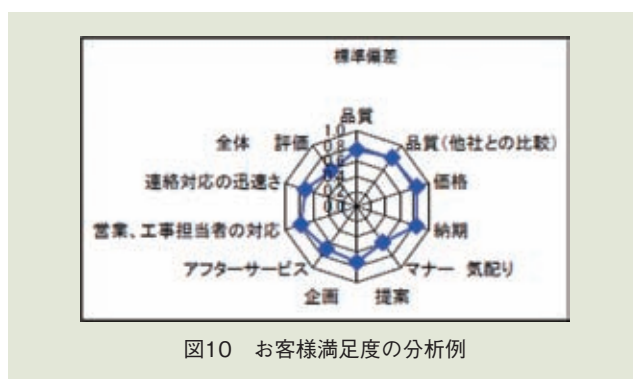 標準偏差
品質
品質(他社との比較)
価格
納期
マナー 気配り
提案
企画
アフターサービス
営業、工事担当者の対応
連絡対応の迅速さ
全体 評価
1.0
0.8
0.6
0.4
0.2
0.0
図10 お客様満足度の分析例